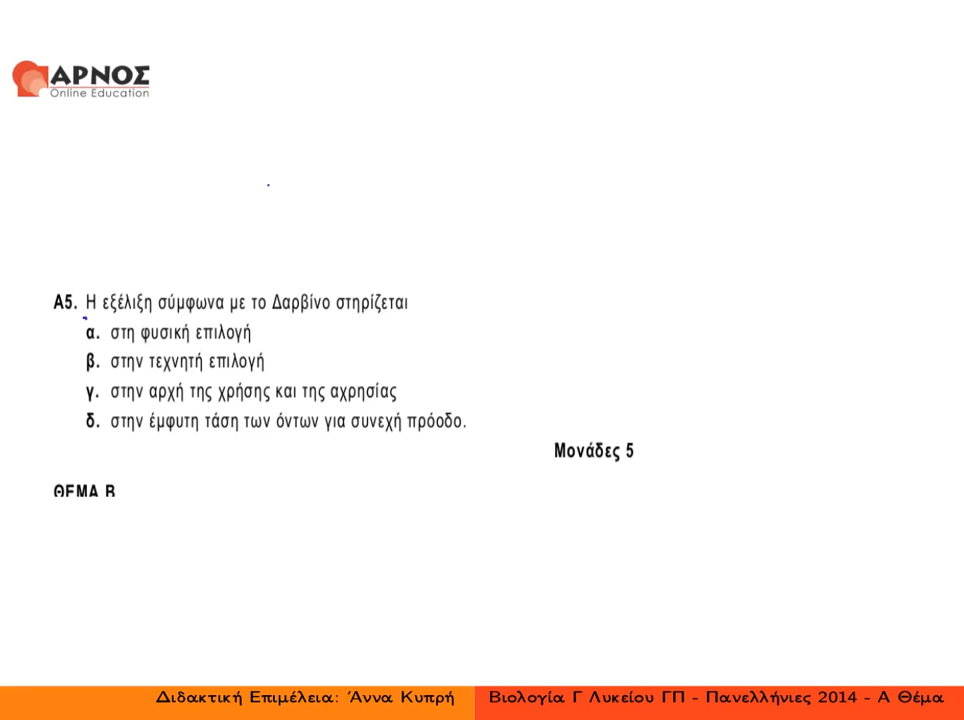 ΑΡΝΟΣ
Online Education
Α5. Η εξέλιξη σύμφωνα με το Δαρβίνο στηρίζεται
α. στη φυσική επιλογή
β. στην τεχνητή επιλογή
γ. στην αρχή της χρήσης και της αχρησίας
δ. στην έμφυτη τάση των όντων για συνεχή πρόοδο.
Μονάδες 5
ΘΕΜΑ Β
Διδακτική Επιμέλεια: Άννα Κυπρή
Βιολογία Γ Λυκείου ΓΠ - Πανελλήνιες 2014 - Α Θέμα